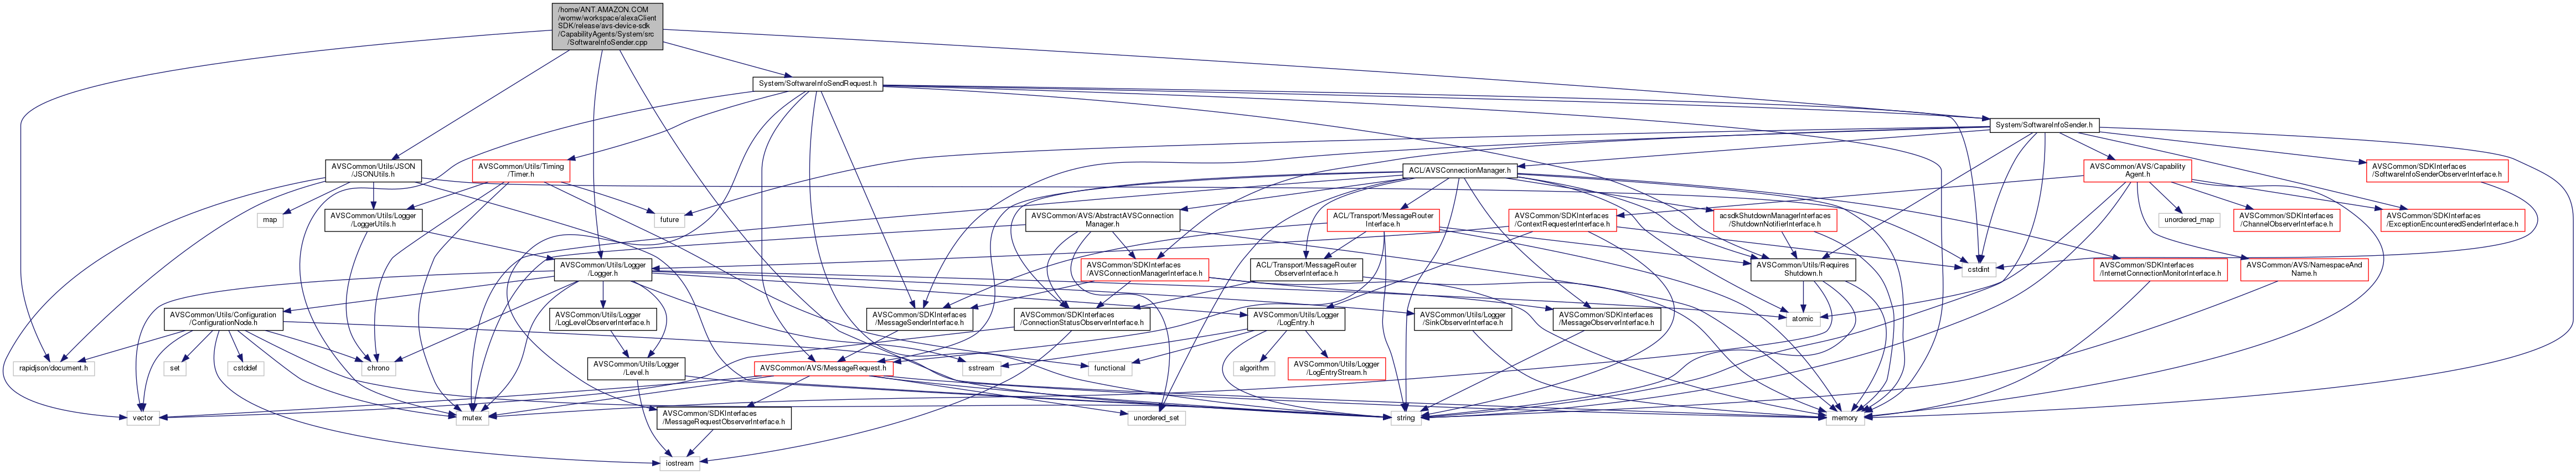 /home/ANT.AMAZON.COM
/womw/workspace/alexaClient
SDK/release/avs-device-sdk
/CapabilityAgents/System/src
/SoftwareInfoSender.cpp
System/SoftwareInfoSendRequest.h
System/SoftwareInfoSender.h
AVSCommon/Utils/JSON
/JSONUtils.h
AVSCommon/Utils/Timing
/Timer.h
ACL/AVSConnectionManager.h
AVSCommon/AVS/Capability
Agent.h
AVSCommon/SDKInterfaces
/SoftwareInfoSenderObserverInterface.h
map
AVSCommon/Utils/Logger
/LoggerUtils.h
future
AVSCommon/AVS/AbstractAVSConnection
Manager.h
ACL/Transport/MessageRouter
Interface.h
AVSCommon/SDKInterfaces
/ContextRequesterInterface.h
acsdkShutdownManagerInterfaces
/ShutdownNotifierInterface.h
unordered_map
AVSCommon/SDKInterfaces
/ChannelObserverInterface.h
AVSCommon/SDKInterfaces
/ExceptionEncounteredSenderInterface.h
AVSCommon/Utils/Logger
/Logger.h
AVSCommon/SDKInterfaces
/AVSConnectionManagerInterface.h
ACL/Transport/MessageRouter
ObserverInterface.h
AVSCommon/Utils/Requires
Shutdown.h
cstdint
AVSCommon/SDKInterfaces
/InternetConnectionMonitorInterface.h
AVSCommon/AVS/NamespaceAnd
Name.h
AVSCommon/Utils/Configuration
/ConfigurationNode.h
AVSCommon/Utils/Logger
/LogLevelObserverInterface.h
AVSCommon/SDKInterfaces
/MessageSenderInterface.h
AVSCommon/SDKInterfaces
/ConnectionStatusObserverInterface.h
AVSCommon/Utils/Logger
/LogEntry.h
AVSCommon/Utils/Logger
/SinkObserverInterface.h
AVSCommon/SDKInterfaces
/MessageObserverInterface.h
atomic
rapidjson/document.h
set
cstddef
chrono
AVSCommon/Utils/Logger
/Level.h
AVSCommon/AVS/MessageRequest.h
sstream
functional
algorithm
AVSCommon/Utils/Logger
/LogEntryStream.h
vector
mutex
AVSCommon/SDKInterfaces
/MessageRequestObserverInterface.h
unordered_set
string
memory
iostream